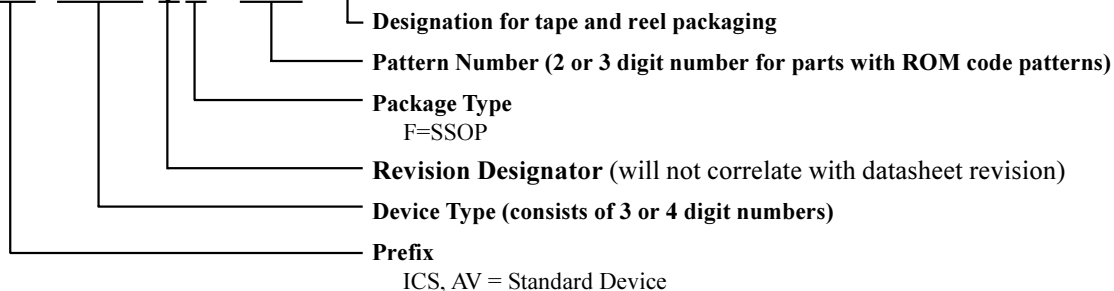 Designation for tape and reel packaging
Pattern Number (2 or 3 digit number for parts with ROM code patterns)
Package Type
F=SSOP
Revision Designator (will not correlate with datasheet revision)
Device Type (consists of 3 or 4 digit numbers)
Prefix
ICS, AV = Standard Device